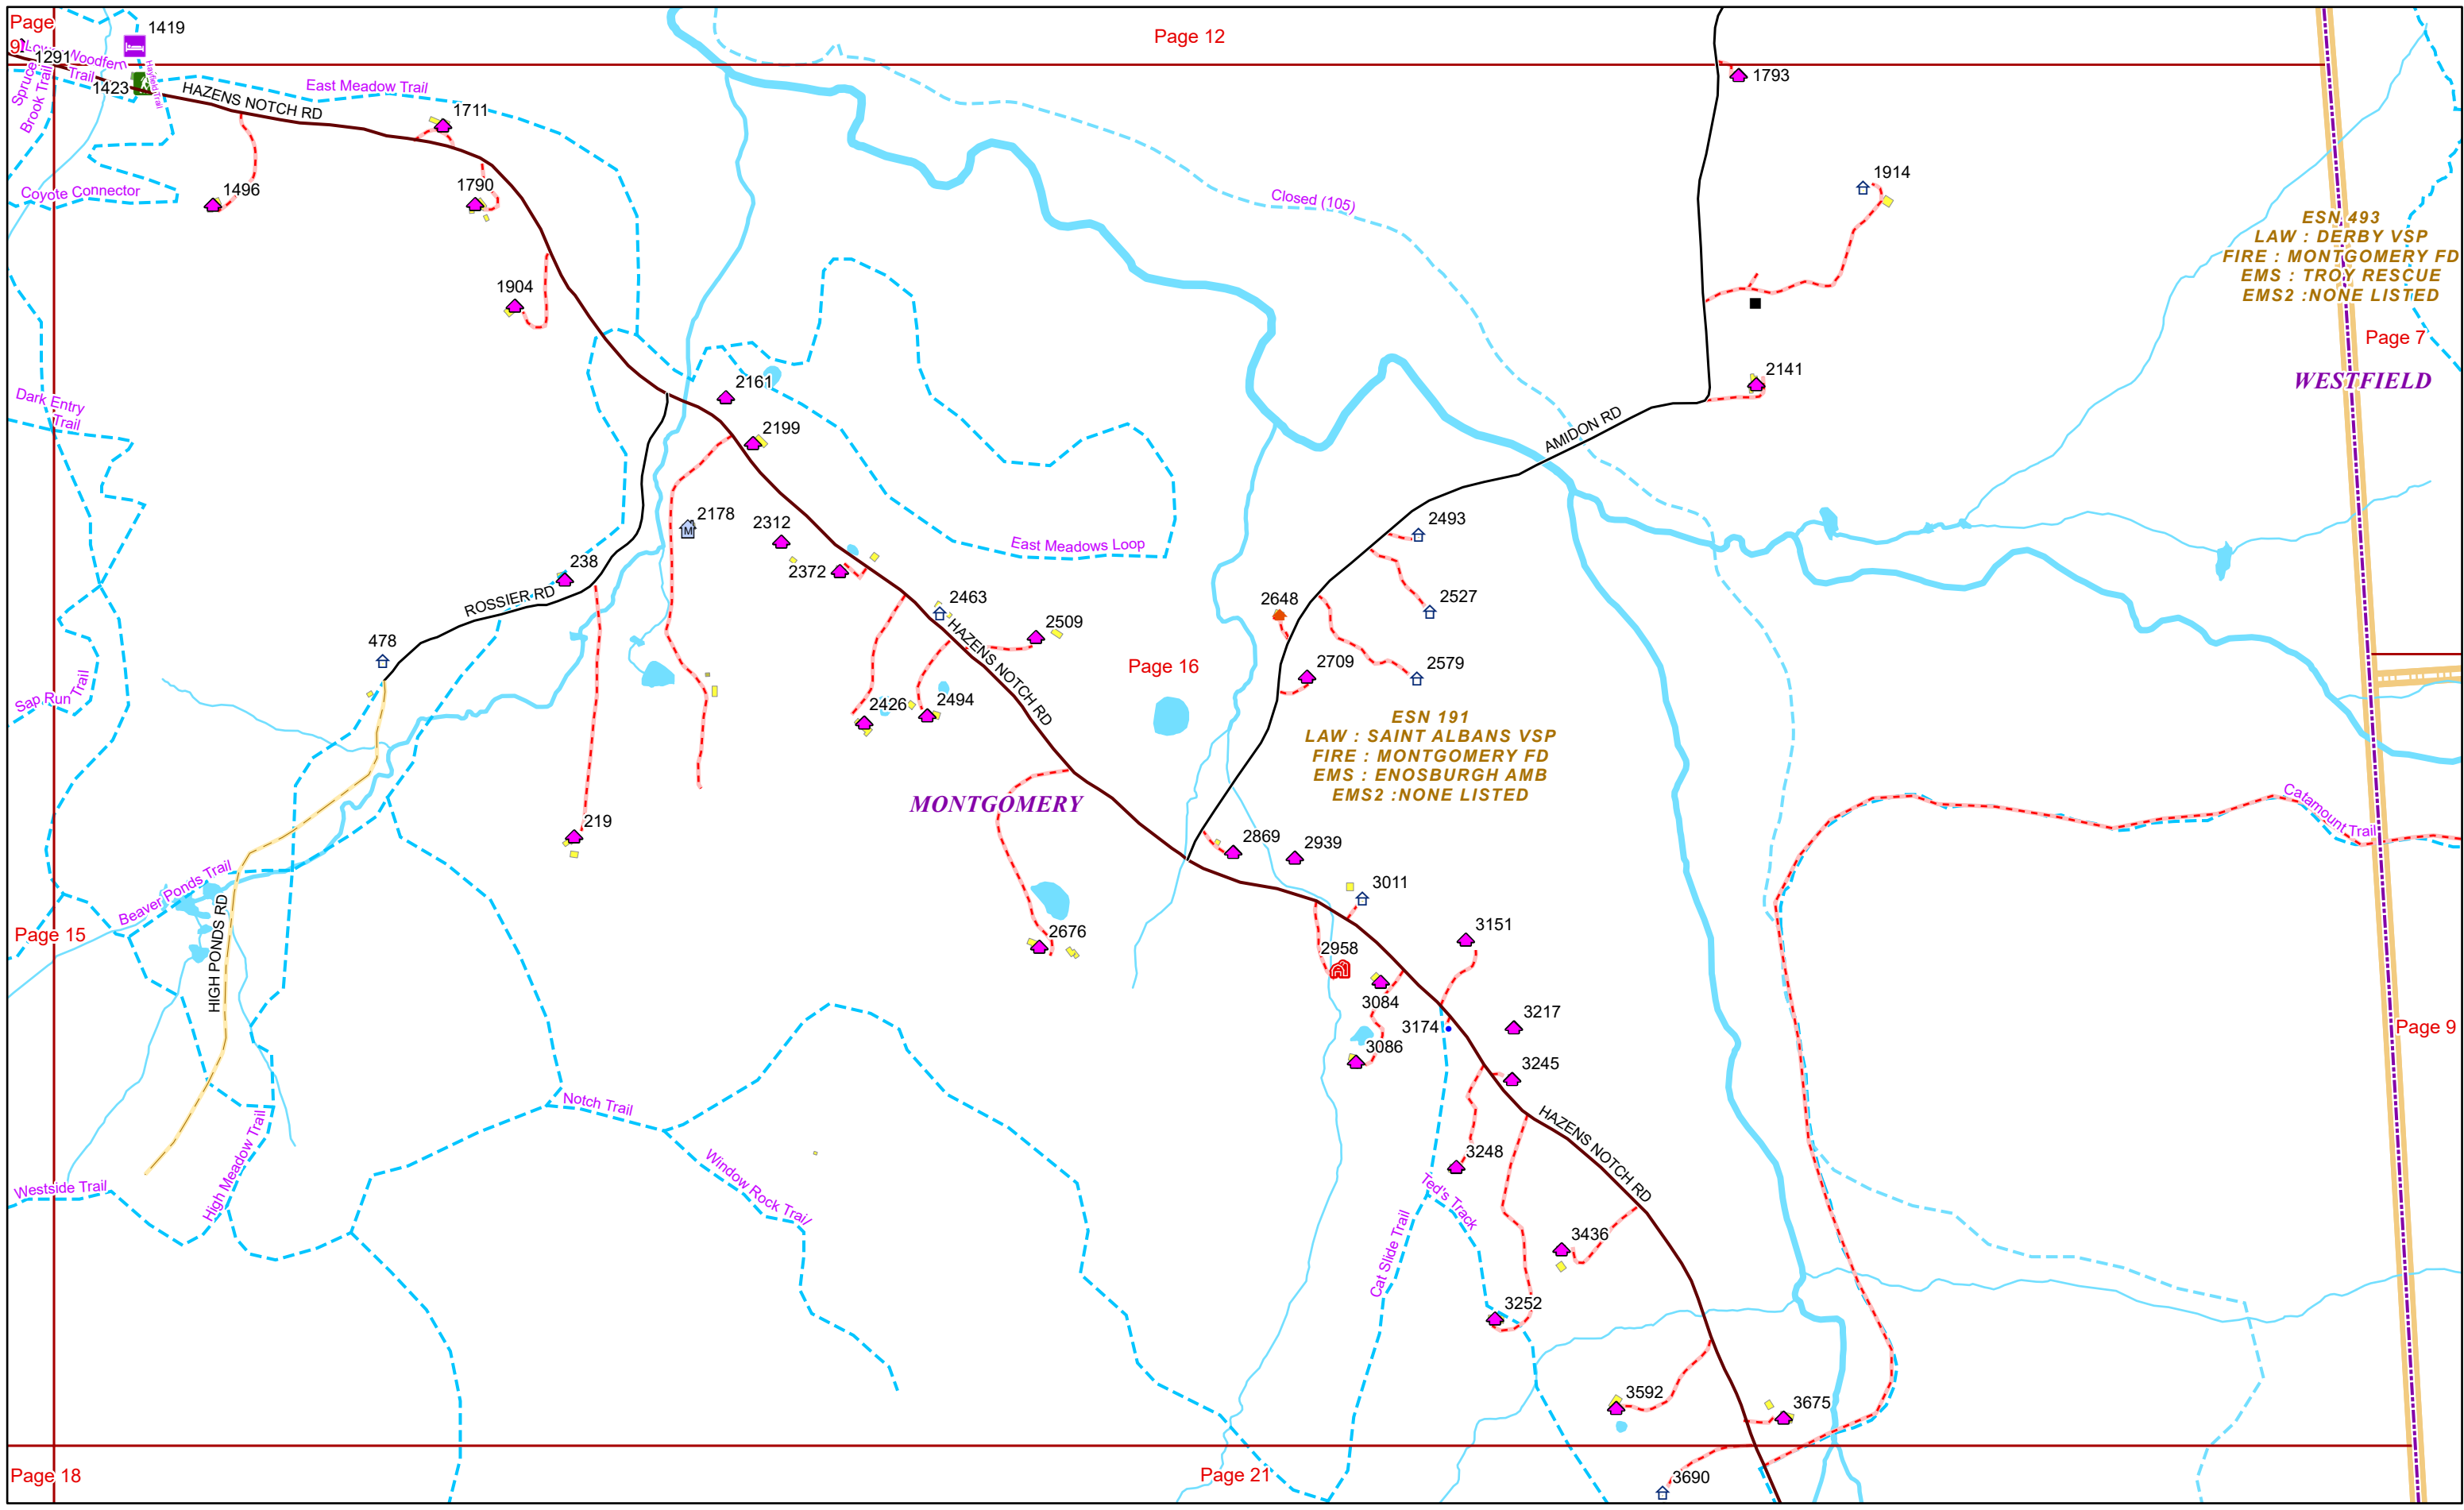 Page
9
1419
Page 12
1291
Woodfern
Trail
Spruce
Brook Trail
1423
Hayfield Trail
HAZENS NOTCH RD
East Meadow Trail
1711
1793
Coyote Connector
1496
1790
Closed (105)
1914
ESN 493
LAW : DERBY VSP
FIRE : MONTGOMERY FD
EMS : TROY RESCUE
EMS2 :NONE LISTED
1904
Page 7
2161
2141
WESTFIELD
Dark Entry
Trail
2199
AMIDON RD
2178
2312
2493
East Meadows Loop
238
2372
ROSSIER RD
2463
2527
2648
2509
478
HAZENS NOTCH RD
Page 16
2709
2579
Sap Run Trail
2426
2494
ESN 191
LAW : SAINT ALBANS VSP
FIRE : MONTGOMERY FD
EMS : ENOSBURGH AMB
EMS2 :NONE LISTED
MONTGOMERY
219
Catamount Trail
2869
2939
Beaver Ponds Trail
3011
HIGH PONDS RD
Page 15
2676
3151
2958
3084
3174
3217
Page 9
3086
3245
Notch Trail
HAZENS NOTCH RD
High Meadow Trail
3248
Window Rock Trail
Westside Trail
Ted's Track
Cat Slide Trail
3436
3252
3592
3675
Page 18
Page 21
3690